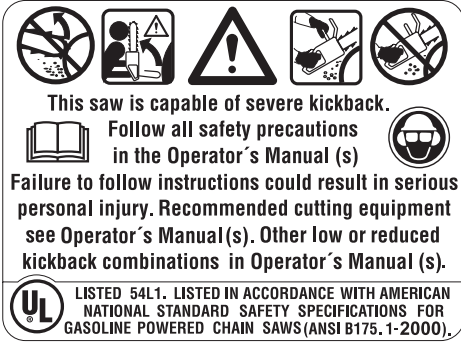 This saw is capable of severe kickback.
Follow all safety precautions
in the Operator´s Manual (s)
Failure to follow instructions could result in serious
personal injury. Recommended cutting equipment
see Operator´s Manual(s). Other low or reduced
kickback combinations in Operator´s Manual (s).
UL
®
LISTED 54L1. LISTED IN ACCORDANCE WITH AMERICAN
NATIONAL STANDARD SAFETY SPECIFICATIONS FOR
GASOLINE POWERED CHAIN SAWS(ANSI B175.1-2000).